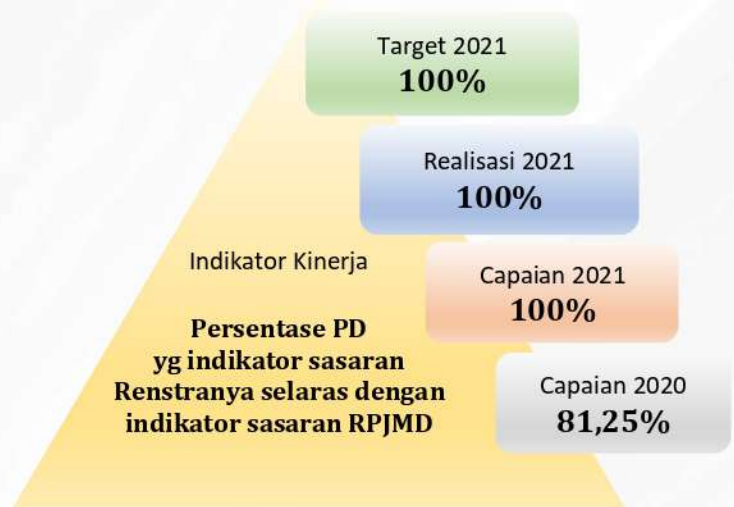 Target 2021
100%
Realisasi 2021
100%
Indikator Kinerja
Capaian 2021
100%
Persentase PD
yg indikator sasaran
Renstranya selaras dengan
indikator sasaran RPJMD
Capaian 2020
81,25%